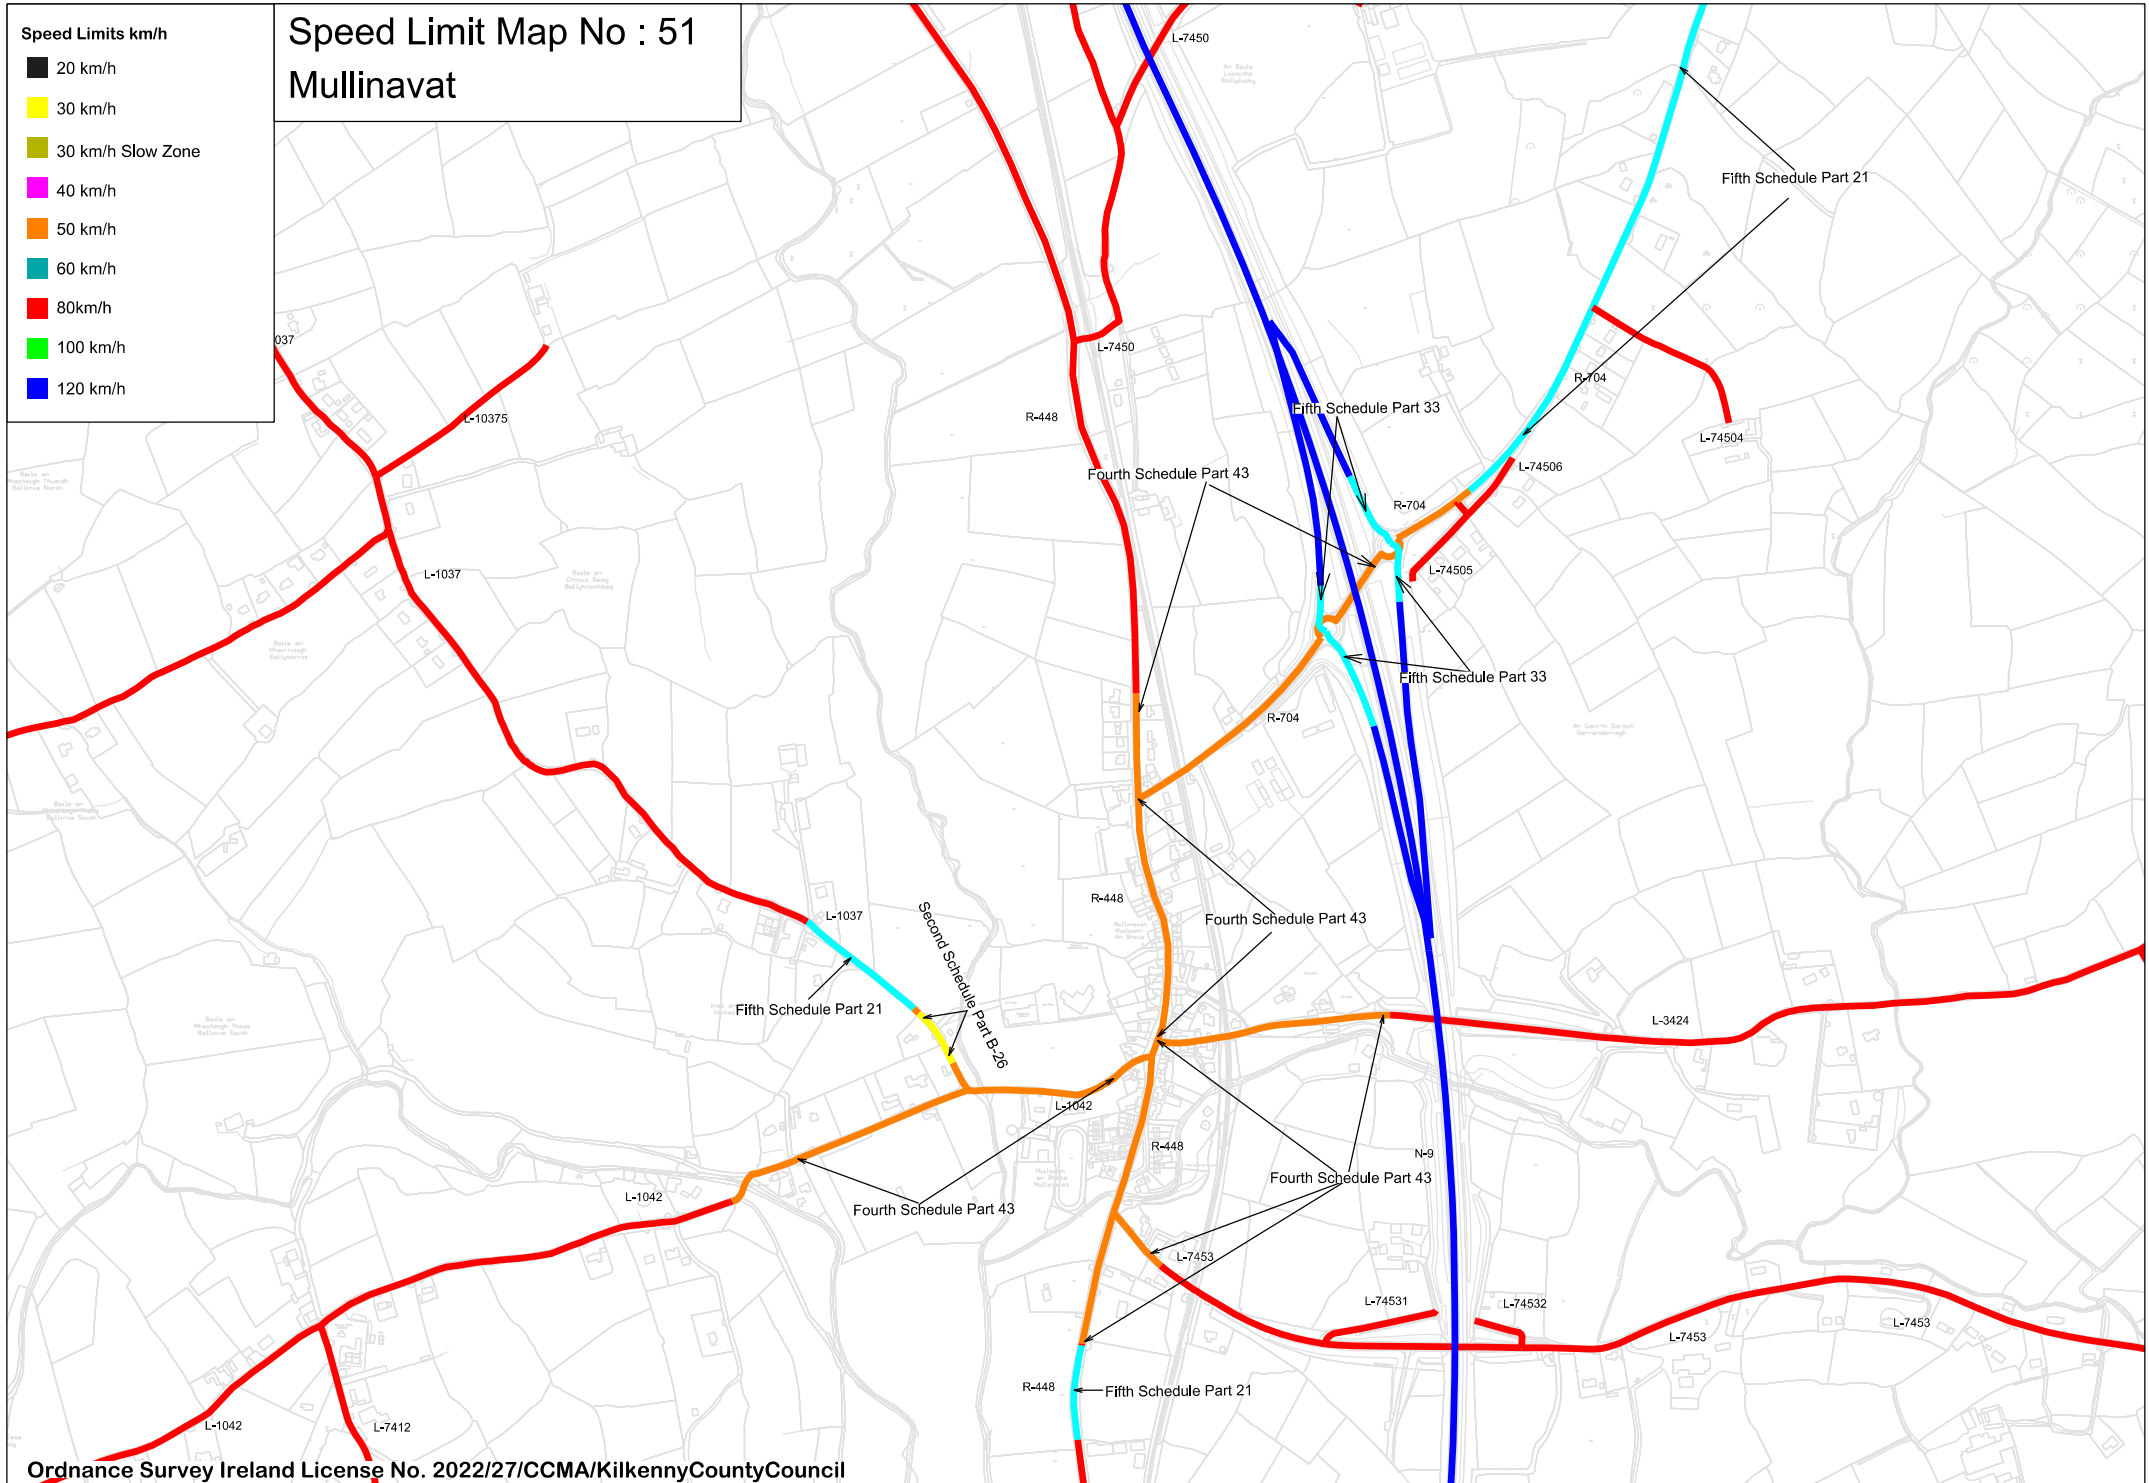 Speed Limit Map No : 51
Mullinavat
Speed Limits km/h
20 km/h
30 km/h
30 km/h Slow Zone
40 km/h
50 km/h
60 km/h
80km/h
100 km/h
120 km/h
L-7450
Fifth Schedule Part 21
037
L-7450
R-704
L-10375
R-448
Fifth Schedule Part 33
L-74504
Fourth Schedule Part 43
L-74506
R-704
L-1037
L-74505
Fifth Schedule Part 33
R-704
R-448
L-1037
Second Schedule Part B-26
Fourth Schedule Part 43
Fifth Schedule Part 21
L-3424
L-1042
R-448
N-9
Fourth Schedule Part 43
L-1042
Fourth Schedule Part 43
L-7453
L-74531
L-74532
L-7453
L-7453
R-448
Fifth Schedule Part 21
L-1042
L-7412
Ordnance Survey Ireland License No. 2022/27/CCMA/KilkennyCountyCouncil